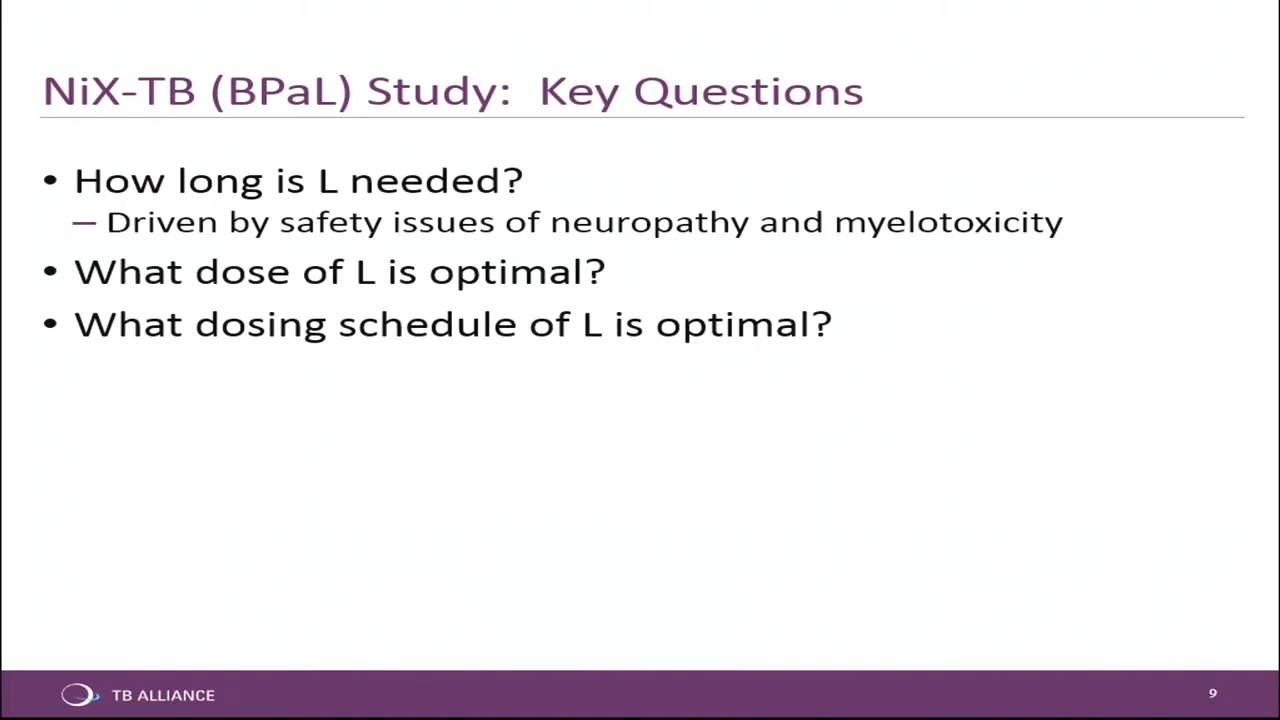 NiX-TB (BPaL) Study: Key Questions
• How long is L needed?
– Driven by safety issues of neuropathy and myelotoxicity
• What dose of L is optimal?
• What dosing schedule of L is optimal?
TB ALLIANCE
9